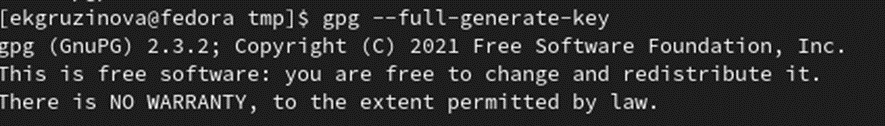 [ekgruzinova@fedora tmp]$ gpg --full-generate-key
gpg (GnuPG) 2.3.2; Copyright (C) 2021 Free Software Foundation, Inc.
This is free software: you are free to change and redistribute it.
There is NO WARRANTY, to the extent permitted by law.